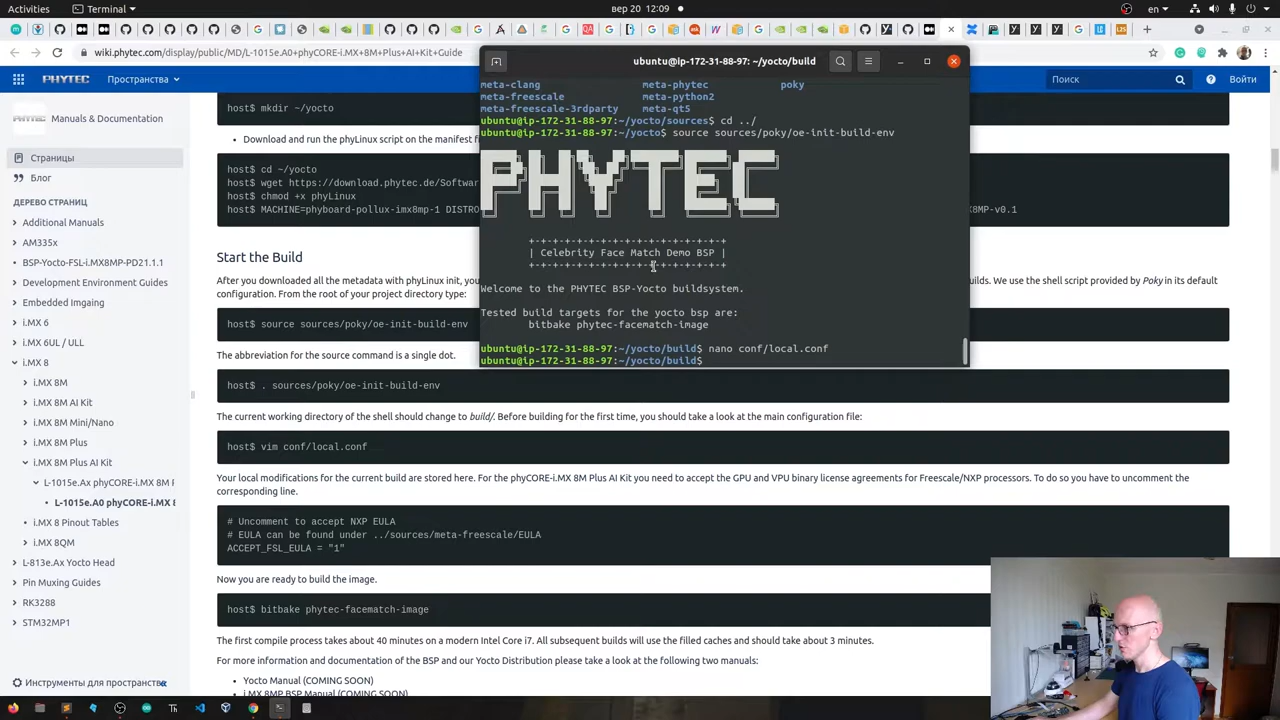 Activities
Вер 20 12:09
en
wiki.phytec.com/display/public/MD/L-1015e.A0+phyCORE-i.MX+8M+Plus+AI+Kit+Guide
PHYTEC
Пространства
Поиск
Войти
Manuals & Documentation
Страницы
Блог
ДЕРЕВО СТРАНИЦ
Additional Manuals
AM335x
BSP-Yocto-FSL-i.MX8MP-PD21.1.1
Development Environment Guides
Embedded Imgaing
i.MX 6
i.MX 6UL / ULL
i.MX 8
i.MX 8M
i.MX 8M AI Kit
i.MX 8M Mini/Nano
i.MX 8M Plus
i.MX 8M Plus AI Kit
L-1015e.Ax phyCORE-i.MX 8M F
L-1015e.A0 phyCORE-i.MX 8
i.MX 8 Pinout Tables
i.MX 8QM
L-813e.Ax Yocto Head
Pin Muxing Guides
RK3288
STM32MP1
Инструменты для пространств
host$ mkdir ~/yocto
Download and run the phyLinux script on the manifest f
host$ cd ~/yocto
host$ wget https://download.phytec.de/Softwar
host$ chmod +x phyLinux
host$ MACHINE=phyboard-pollux-imx8mp-1 DISTRO
8MP-v0.1
Start the Build
After you downloaded all the metadata with phyLinux init, you
builds. We use the shell script provided by Poky in its default
configuration. From the root of your project directory type:
host$ source sources/poky/oe-init-build-env
The abbreviation for the source command is a single dot.
host$ . sources/poky/oe-init-build-env
The current working directory of the shell should change to build/. Before building for the first time, you should take a look at the main configuration file:
host$ vim conf/local.conf
Your local modifications for the current build are stored here. For the phyCORE-i.MX 8M Plus AI Kit you need to accept the GPU and VPU binary license agreements for Freescale/NXP processors. To do so you have to uncomment the
corresponding line.
# Uncomment to accept NXP EULA
# EULA can be found under ../sources/meta-freescale/EULA
ACCEPT_FSL_EULA = "1"
Now you are ready to build the image.
host$ bitbake phytec-facematch-image
The first compile process takes about 40 minutes on a modern Intel Core i7. All subsequent builds will use the filled caches and should take about 3 minutes.
For more information and documentation of the BSP and our Yocto Distribution please take a look at the following two manuals:
Yocto Manual (COMING SOON)
i.MX 8MP BSP Manual (COMING SOON)
ubuntu@ip-172-31-88-97: ~/yocto/build
meta-clang meta-phytec poky
meta-freescale meta-python2
meta-freescale-3rdparty meta-qt5
ubuntu@ip-172-31-88-97:~/yocto/sources$ cd ../
ubuntu@ip-172-31-88-97:~/yocto$ source sources/poky/oe-init-build-env
PHYTEC
+-+-+-+-+-+-+-+-+-+-+-+-+-+-+-+-+
| Celebrity Face Match Demo BSP |
+-+-+-+-+-+-+-+-+-+-+-+-+-+-+-+-+
Welcome to the PHYTEC BSP-Yocto buildsystem.
Tested build targets for the yocto bsp are:
bitbake phytec-facematch-image
ubuntu@ip-172-31-88-97:~/yocto/build$ nano conf/local.conf
ubuntu@ip-172-31-88-97:~/yocto/build$